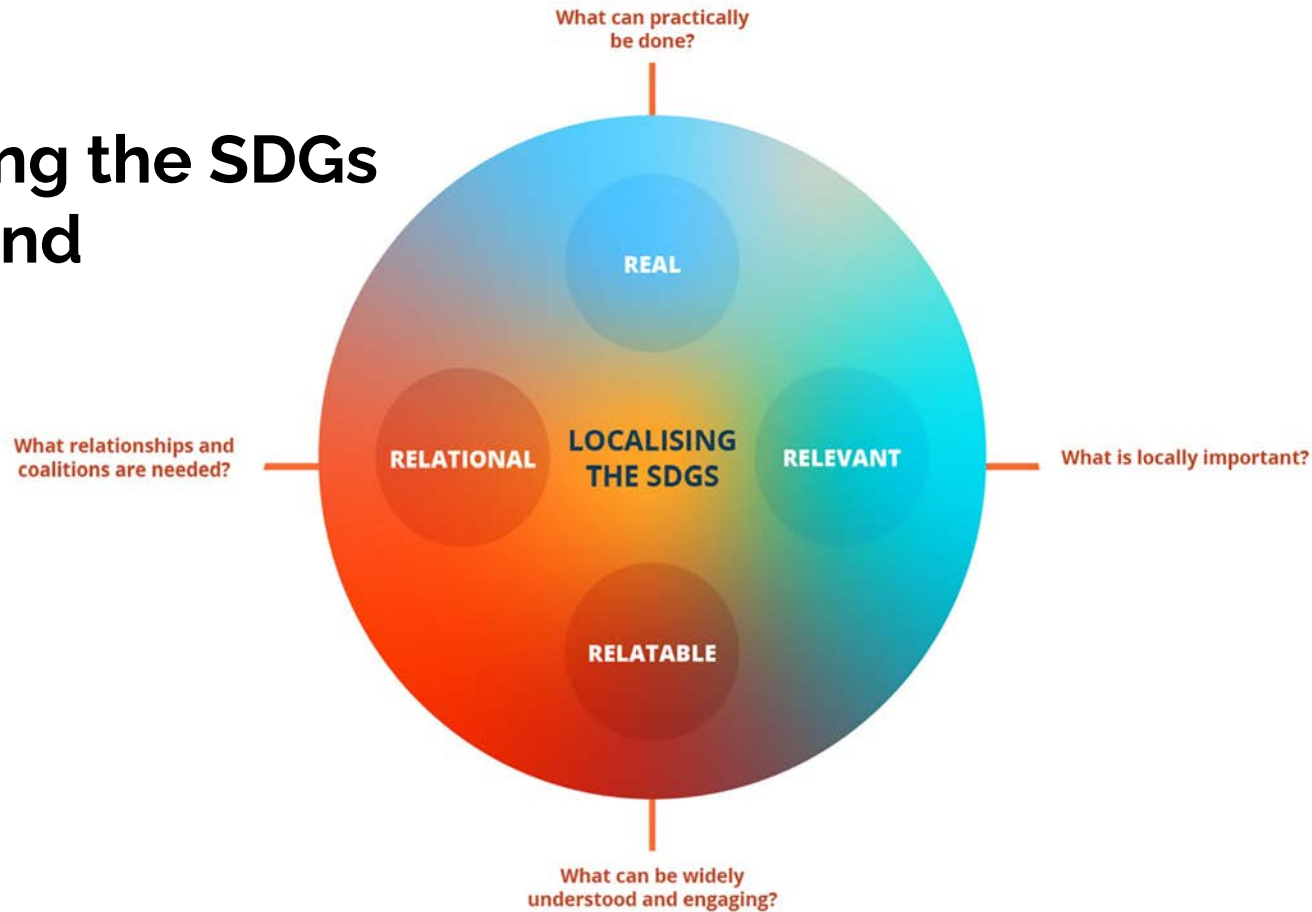 What can practically
be done?
ng the SDGs
nd
REAL
What relationships and
coalitions are needed?
RELATIONAL
LOCALISING
THE SDGS
RELEVANT
What is locally important?
RELATABLE
What can be widely
understood and engaging?